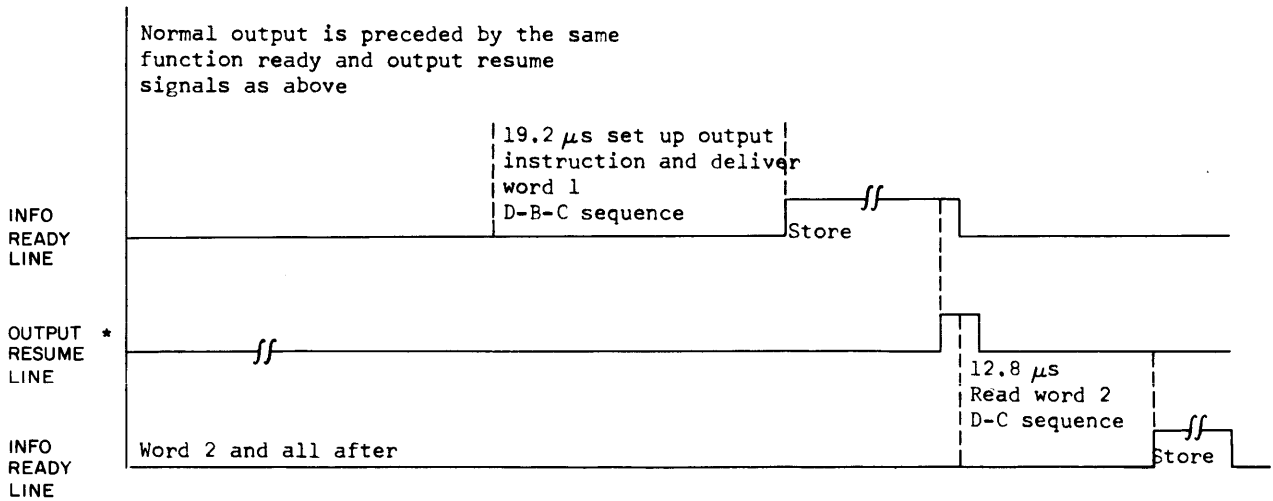 Normal output is preceded by the same
function ready and output resume
signals as above
19.2 μs set up output
instruction and deliver
word 1
D-B-C sequence
INFO
READY
LINE
Store
OUTPUT *
RESUME
LINE
12.8 μs
Read word 2
D-C sequence
INFO
READY
LINE
Word 2 and all after
Store